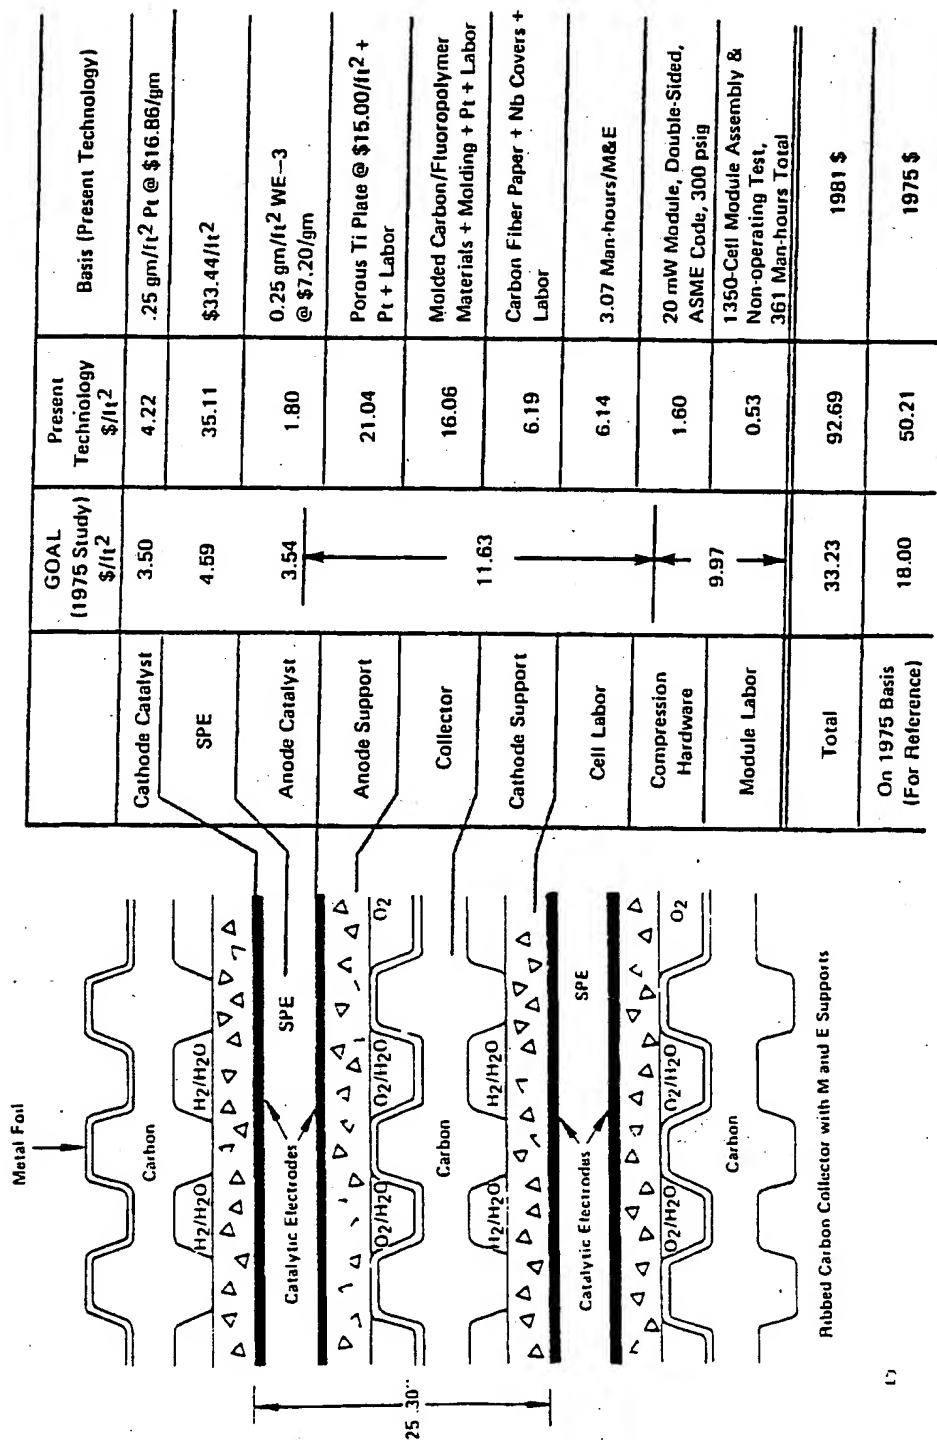 Metal Foil
Carbon
H2/H2O
H2/H2O
SPE
Catalytic Electrodes
O2/H2O
O2/H2O
O2
Carbon
H2/H2O
H2/H2O
SPE
Catalytic Electrodes
O2/H2O
O2/H2O
O2
Carbon
25 .30"
Ribbed Carbon Collector with M and E Supports
GOAL
(1975 Study)
$/ft2
Present
Technology
$/ft2
Basis (Present Technology)
Cathode Catalyst 3.50 4.22 .25 gm/ft2 Pt @ $16.86/gm
SPE 4.59 35.11 $33.44/ft2
Anode Catalyst 3.54 1.80 0.25 gm/ft2 WE-3
@ $7.20/gm
Anode Support 21.04 Porous Ti Plate @ $15.00/ft2 +
Pt + Labor
Collector 11.63 16.06 Molded Carbon/Fluoropolymer
Materials + Molding + Pt + Labor
Cathode Support 6.19 Carbon Fiber Paper + Nb Covers +
Labor
Cell Labor 6.14 3.07 Man-hours/M&E
Compression
Hardware
9.97 1.60 20 mW Module, Double-Sided,
ASME Code, 300 psig
Module Labor 0.53 1350-Cell Module Assembly &
Non-operating Test,
361 Man-hours Total
Total 33.23 92.69 1981 $
On 1975 Basis
(For Reference)
18.00 50.21 1975 $